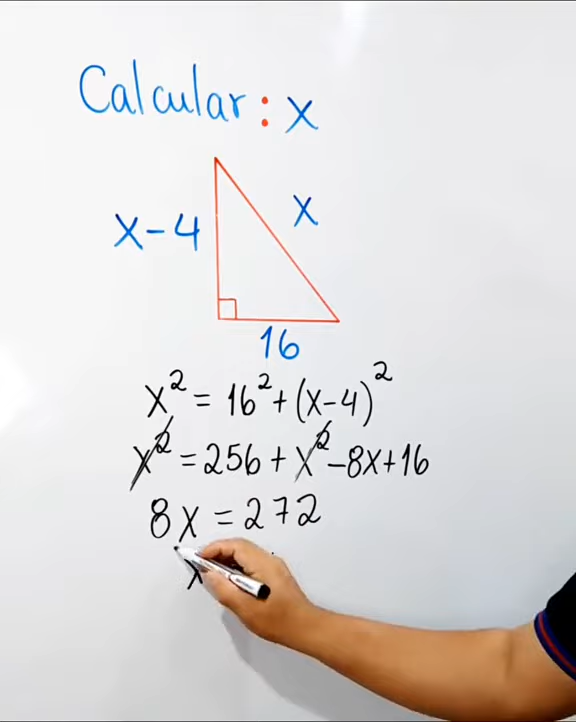 Calcular: x
x-4
x
16
x² = 16² + (x-4)²
x² = 256 + x² - 8x + 16
8x = 272
x